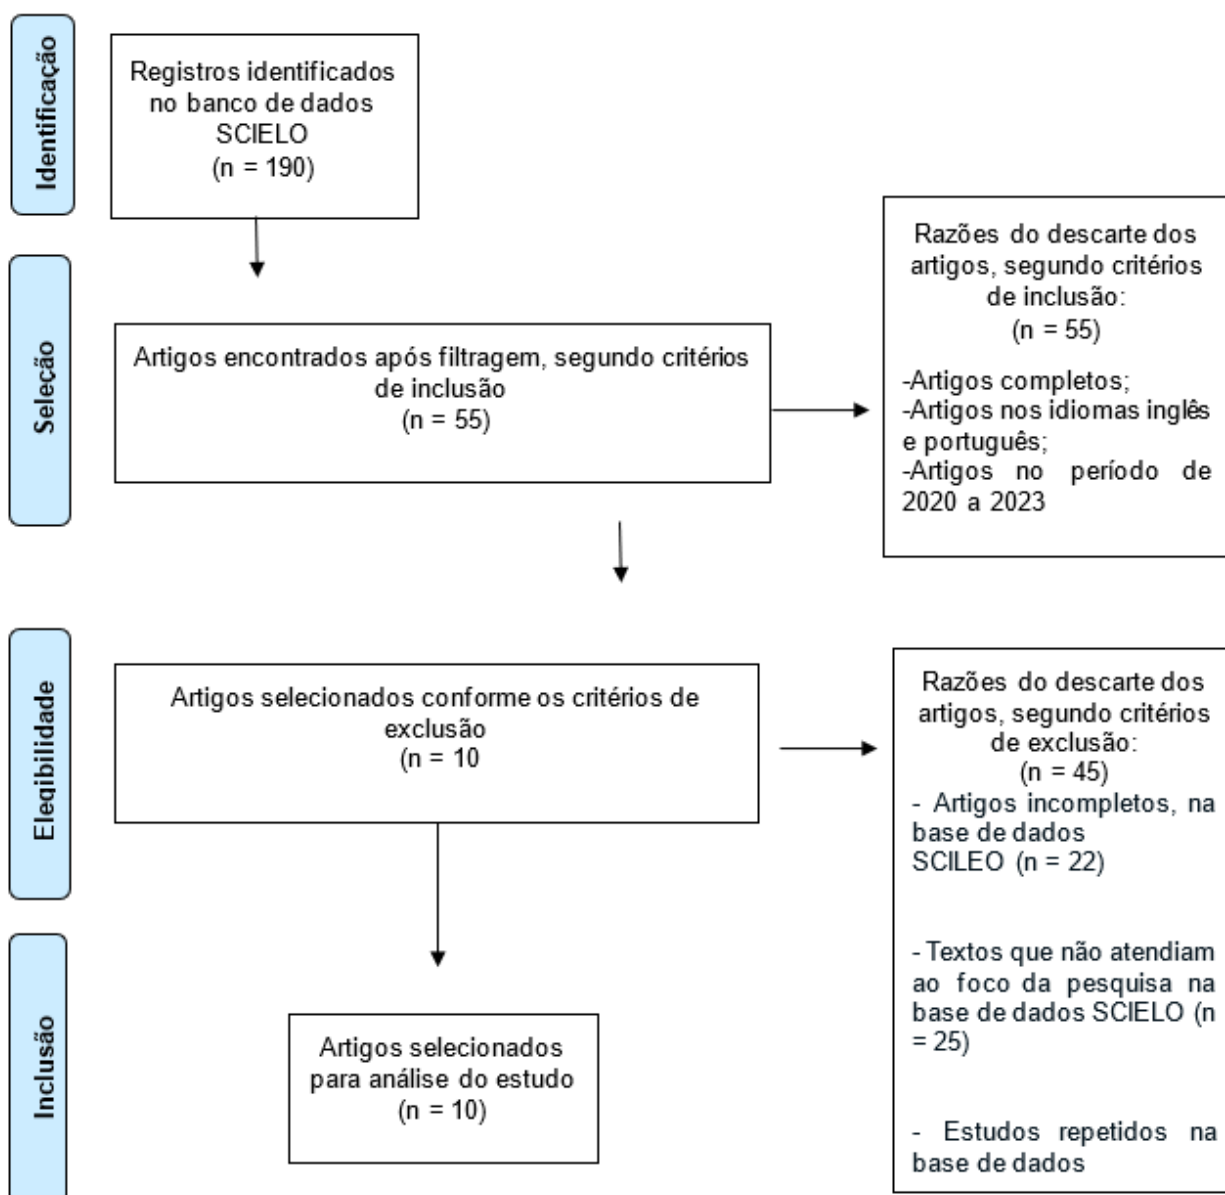 Identificação
Registros identificados
no banco de dados
SCIELO
(n = 190)
Seleção
Artigos encontrados após filtragem, segundo critérios
de inclusão
(n = 55)
Razões do descarte dos
artigos, segundo critérios
de inclusão:
(n = 55)
-Artigos completos;
-Artigos nos idiomas inglês
e português;
-Artigos no período de
2020 a 2023
Elegibilidade
Artigos selecionados conforme os critérios de
exclusão
(n = 10
Razões do descarte dos
artigos, segundo critérios
de exclusão:
(n = 45)
- Artigos incompletos, na
base de dados
SCILEO (n = 22)
- Textos que não atendiam
ao foco da pesquisa na
base de dados SCIELO (n
= 25)
- Estudos repetidos na
base de dados
Inclusão
Artigos selecionados
para análise do estudo
(n = 10)